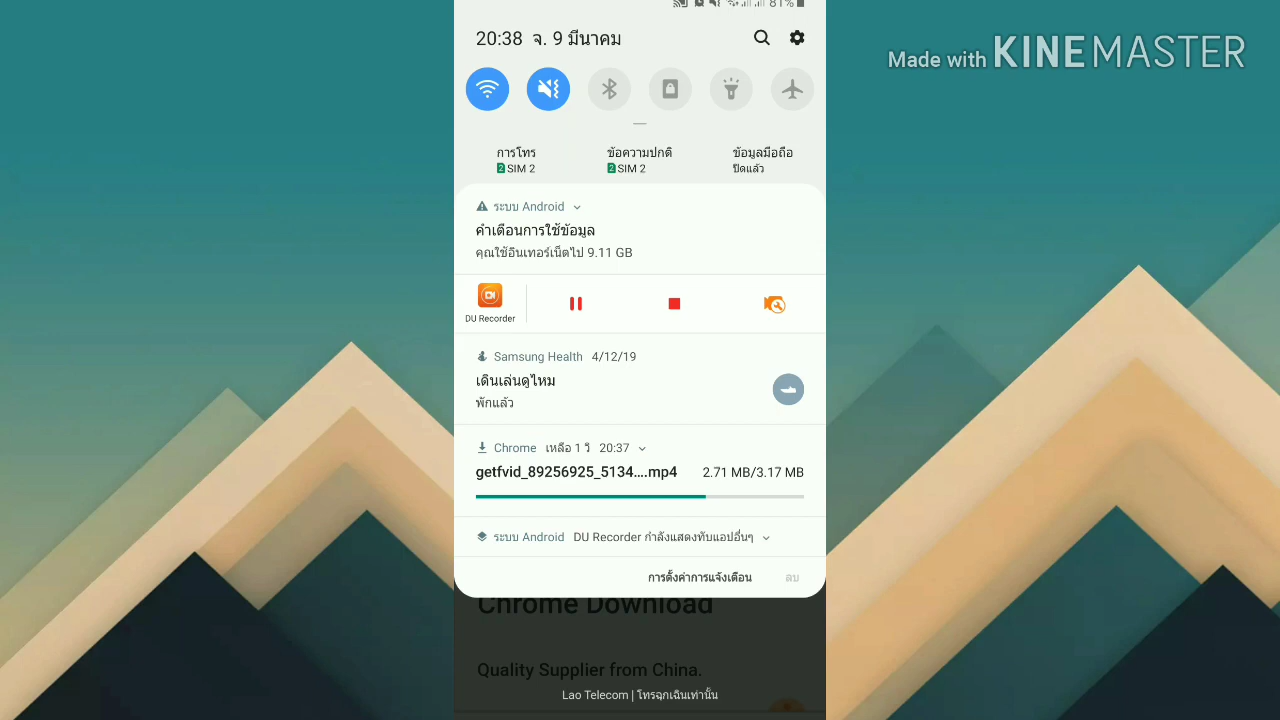 81%
20:38 จ. 9 มีนาคม
Made with KINEMASTER
การโทร ข้อความปกติ ข้อมูลมือถือ
2 SIM 2 2 SIM 2 ปิดแล้ว
ระบบ Android
คำเตือนการใช้ข้อมูล
คุณใช้อินเทอร์เน็ตไป 9.11 GB
DU Recorder
Samsung Health 4/12/19
เดินเล่นดูไหม
พักแล้ว
Chrome เหลือ 1 วิ 20:37
getfvid_89256925_5134....mp4 2.71 MB/3.17 MB
ระบบ Android DU Recorder กำลังแสดงทับแอปอื่นๆ
การตั้งค่าการแจ้งเตือน ลบ
Chrome Download
Quality Supplier from China.
Lao Telecom | โทรฉุกเฉินเท่านั้น